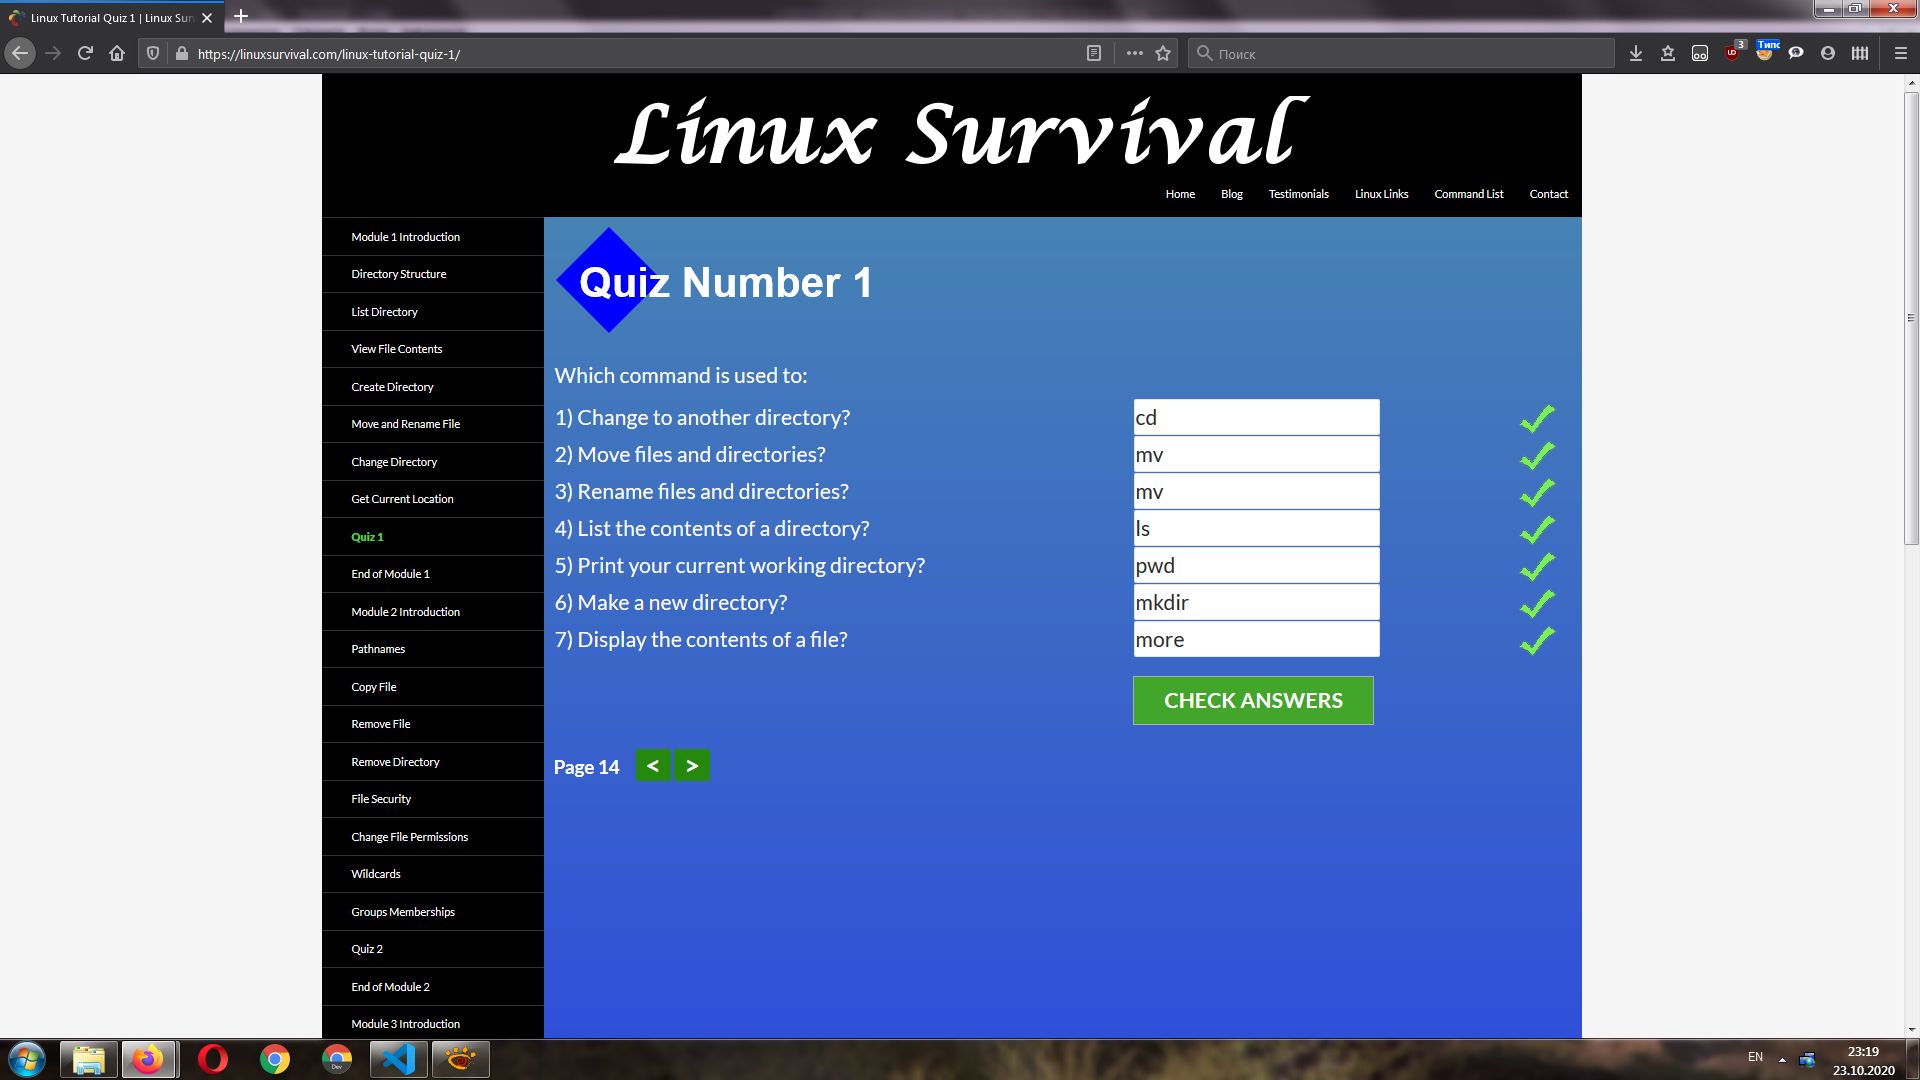 Linux Tutorial Quiz 1 | Linux Sur
https://linuxsurvival.com/linux-tutorial-quiz-1/
Поиск
3
Типо
Linux Survival
Home Blog Testimonials Linux Links Command List Contact
Module 1 Introduction
Directory Structure
List Directory
View File Contents
Create Directory
Move and Rename File
Change Directory
Get Current Location
Quiz 1
End of Module 1
Module 2 Introduction
Pathnames
Copy File
Remove File
Remove Directory
File Security
Change File Permissions
Wildcards
Groups Memberships
Quiz 2
End of Module 2
Module 3 Introduction
Quiz Number 1
Which command is used to:
1) Change to another directory? cd
2) Move files and directories? mv
3) Rename files and directories? mv
4) List the contents of a directory? ls
5) Print your current working directory? pwd
6) Make a new directory? mkdir
7) Display the contents of a file? more
CHECK ANSWERS
Page 14 < >
Dev
EN
23:19
23.10.2020